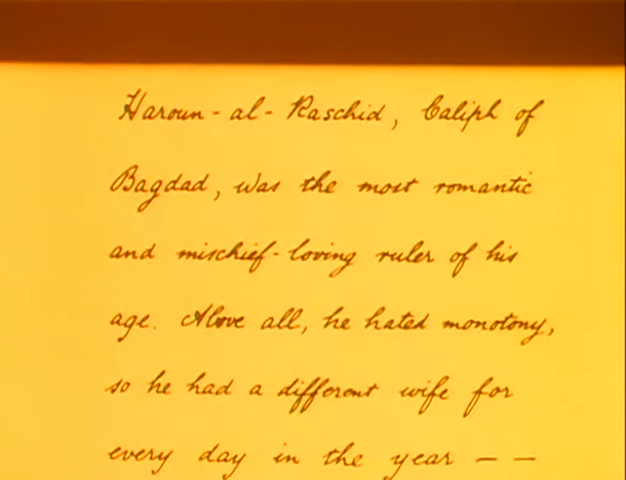 Haroun-al-Raschid, Caliph of
Bagdad, was the most romantic
and mischief-loving ruler of his
age. Above all, he hated monotony,
so he had a different wife for
every day in the year — —